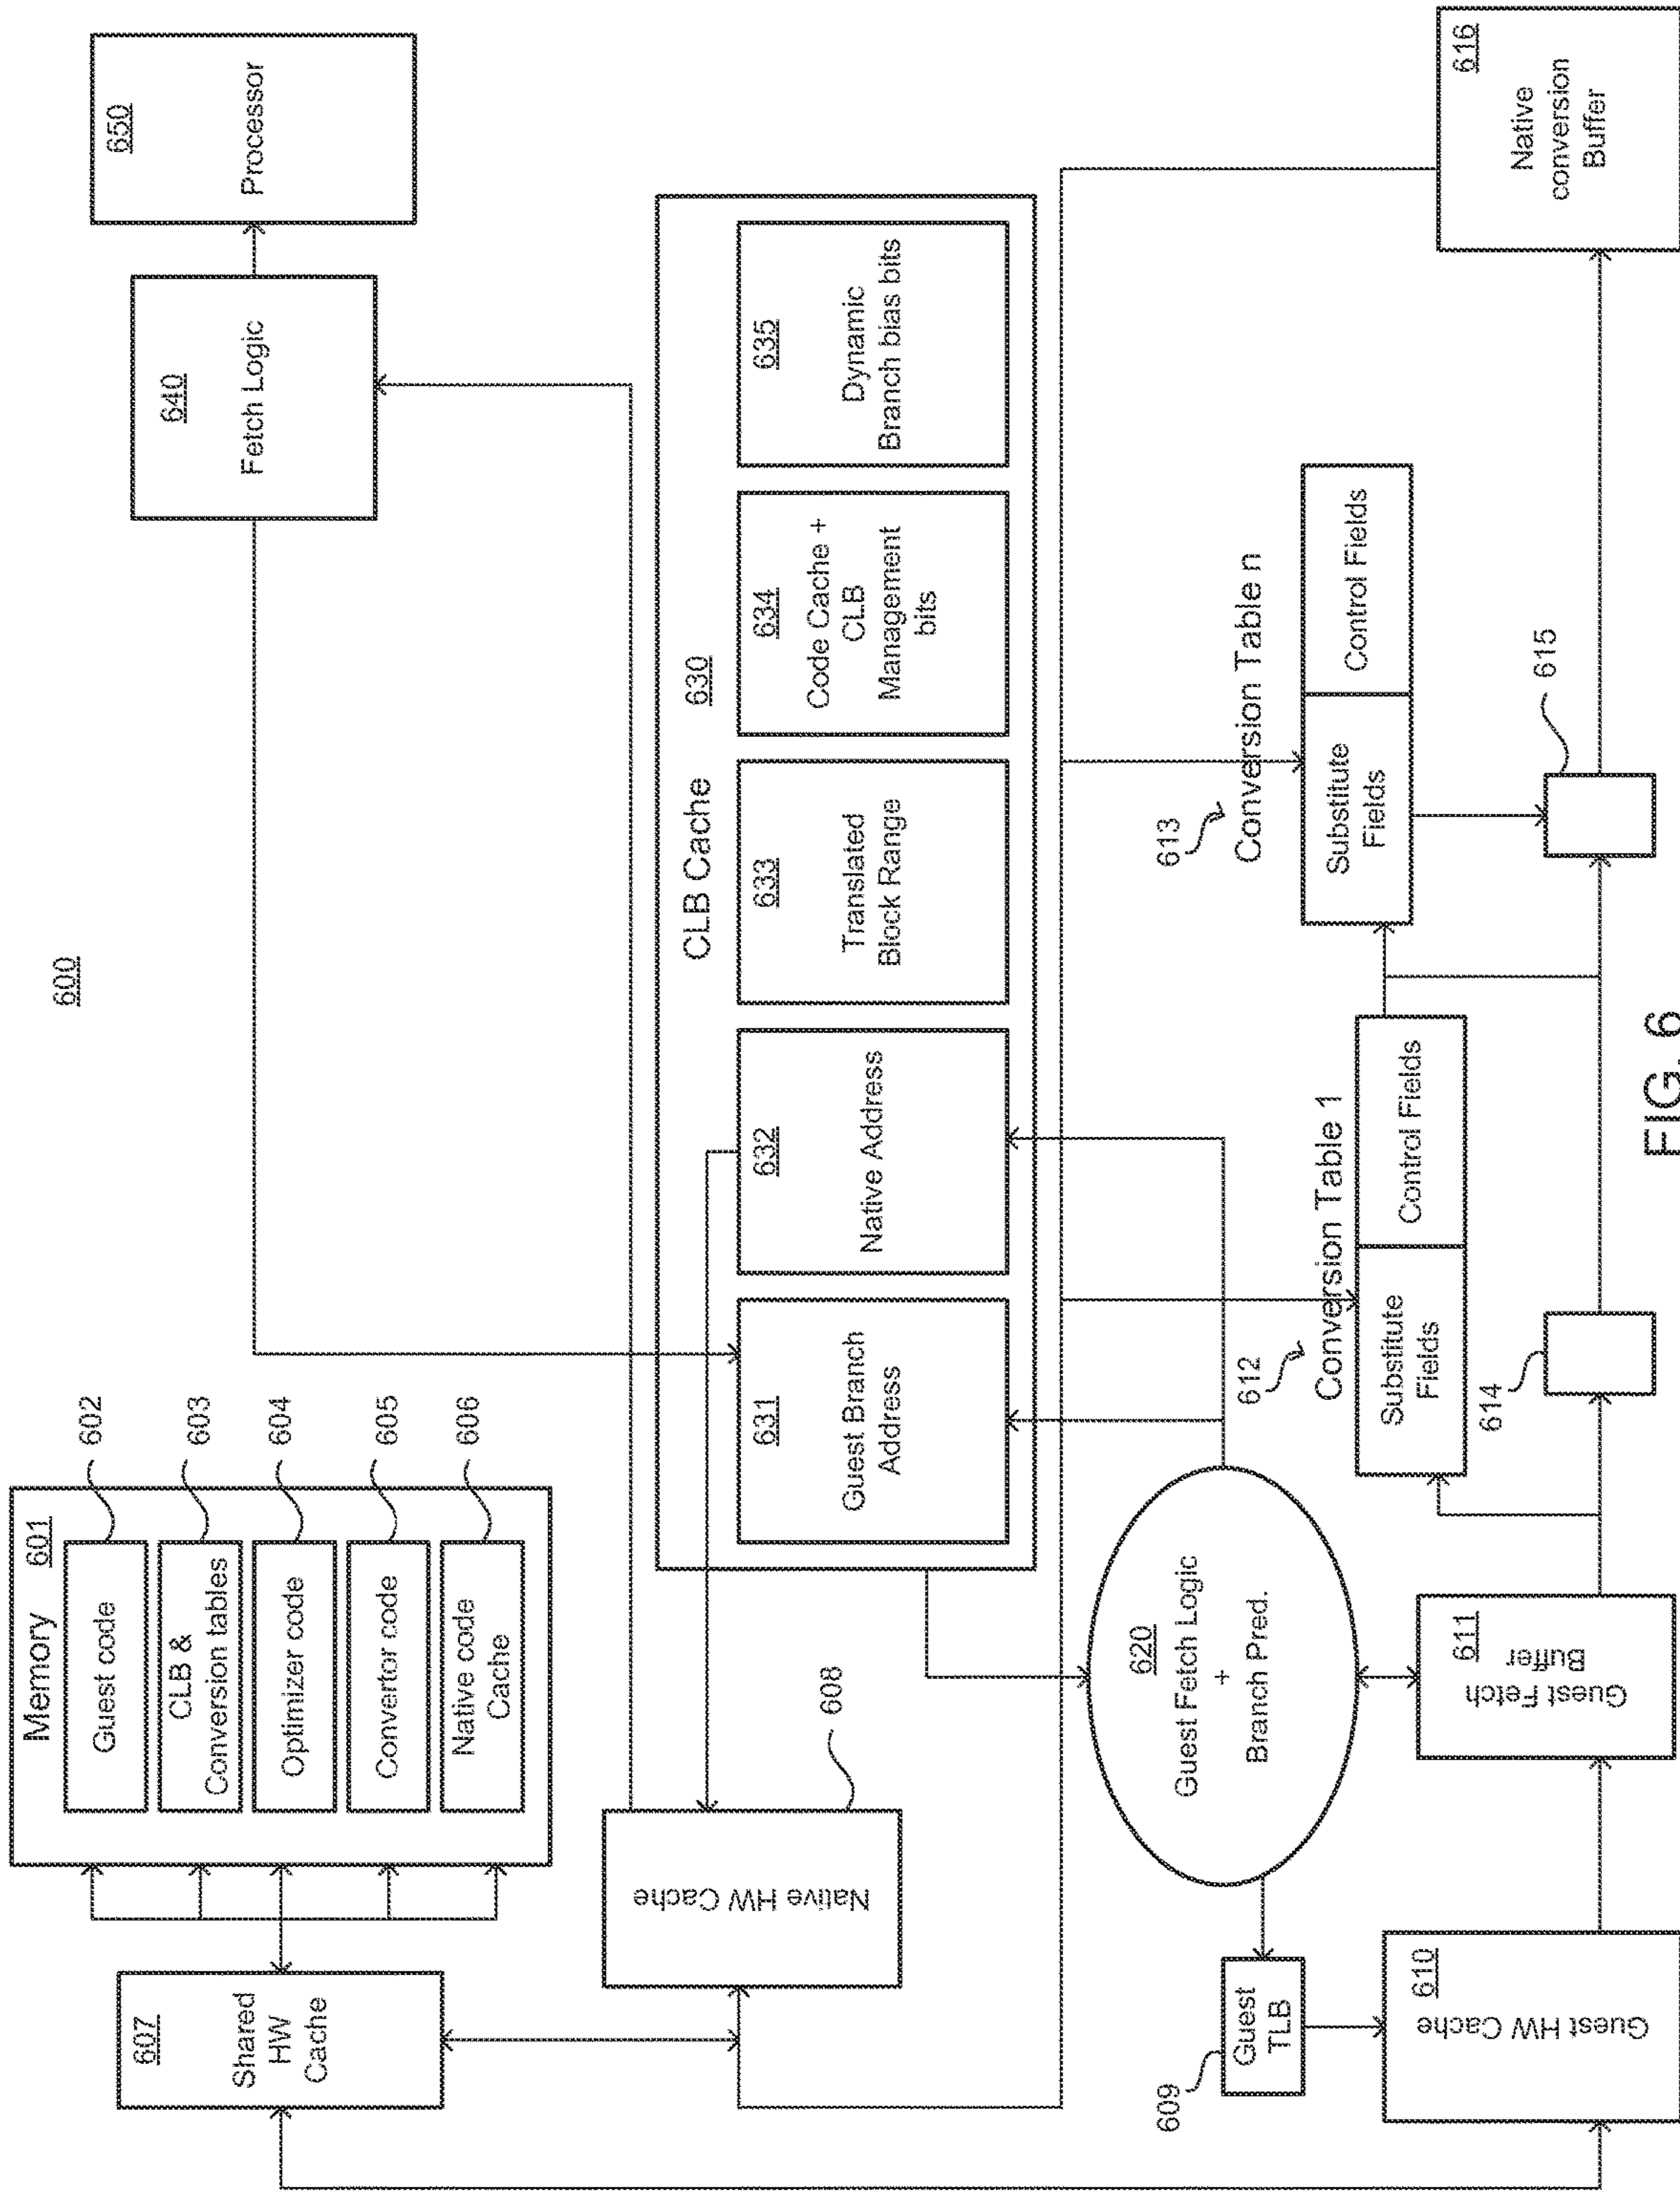 600
Memory
601
Guest code
CLB &
Conversion tables
Optimizer code
Convertor code
Native code
Cache
602
603
604
605
606
607
Shared
HW
Cache
640
Fetch Logic
650
Processor
Native HW Cache
608
CLB Cache
630
631
Guest Branch
Address
632
Native Address
633
Translated
Block Range
634
Code Cache +
CLB
Management
bits
635
Dynamic
Branch bias bits
620
Guest Fetch Logic
+
Branch Pred.
609
Guest
TLB
610
Guest HW Cache
611
Guest Fetch
Buffer
612
Conversion Table 1
Substitute
Fields
Control Fields
614
613
Conversion Table n
Substitute
Fields
Control Fields
615
616
Native
conversion
Buffer
FIG. 6